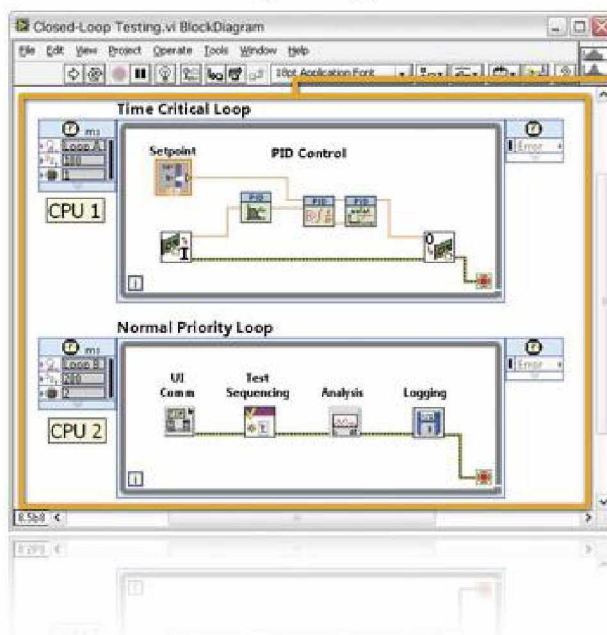 Closed-Loop Testing.vi BlockDiagram
File Edit View Project Operate Tools Window Help
18pt Application Font
Time Critical Loop
ms
Loop A
1
Error
CPU 1
Setpoint
PID Control
PID
PID
PID
I
O
i
Normal Priority Loop
ms
Loop B
200
2
Error
CPU 2
UI Comm
Test Sequencing
Analysis
Logging
i